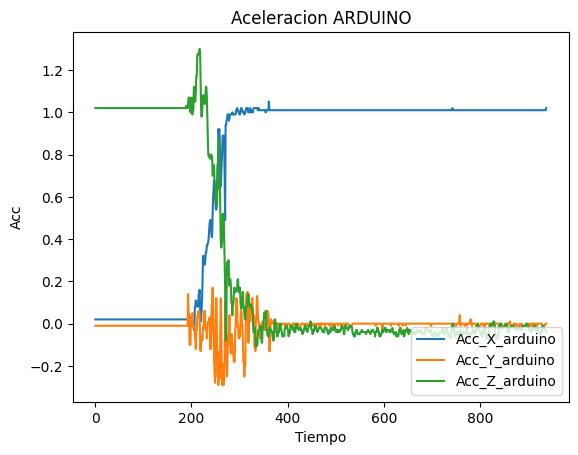 Aceleracion ARDUINO
Acc
1.2
1.0
0.8
0.6
0.4
0.2
0.0
−0.2
0 200 400 600 800
Tiempo
Acc_X_arduino
Acc_Y_arduino
Acc_Z_arduino